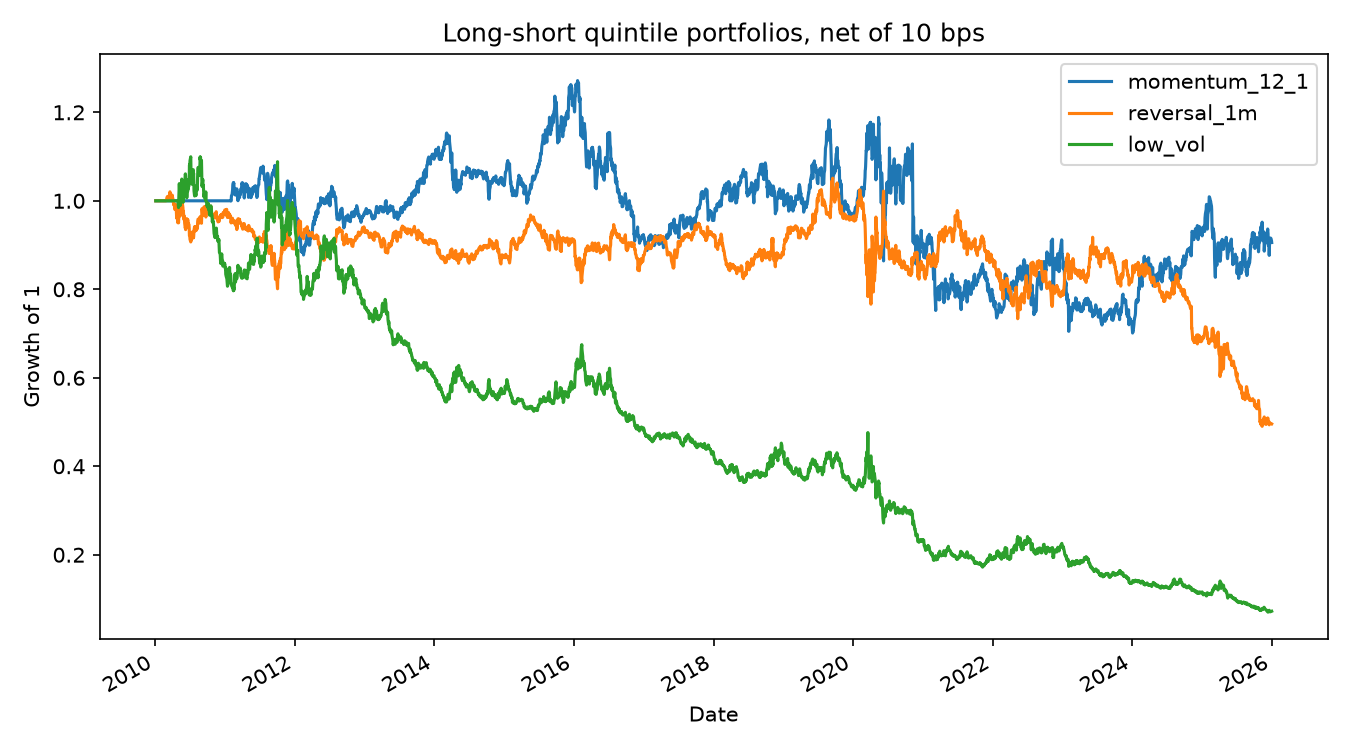 Long-short quintile portfolios, net of 10 bps
momentum_12_1
reversal_1m
low_vol
Growth of 1
1.2
1.0
0.8
0.6
0.4
0.2
2010
2012
2014
2016
2018
2020
2022
2024
2026
Date